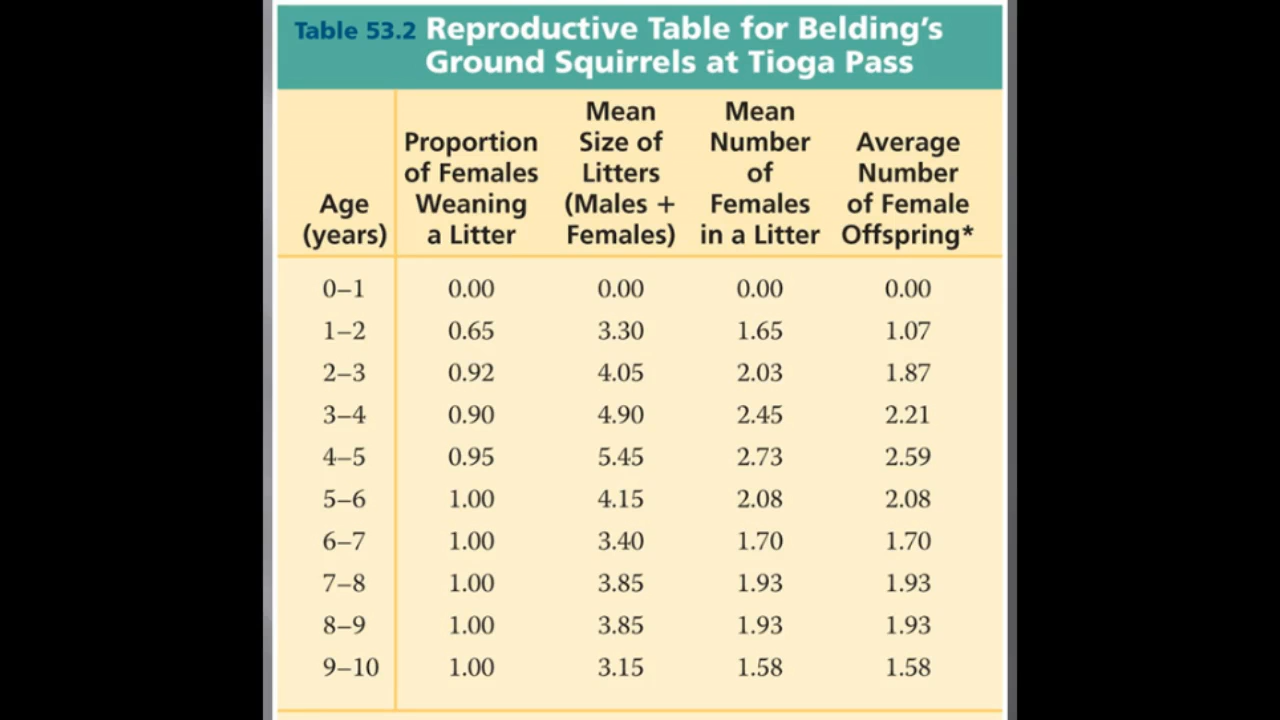 Table 53.2 Reproductive Table for Belding's
Ground Squirrels at Tioga Pass
Age (years) Proportion of Females Weaning a Litter Mean Size of Litters (Males + Females) Mean Number of Females in a Litter Average Number of Female Offspring*
0–1 0.00 0.00 0.00 0.00
1–2 0.65 3.30 1.65 1.07
2–3 0.92 4.05 2.03 1.87
3–4 0.90 4.90 2.45 2.21
4–5 0.95 5.45 2.73 2.59
5–6 1.00 4.15 2.08 2.08
6–7 1.00 3.40 1.70 1.70
7–8 1.00 3.85 1.93 1.93
8–9 1.00 3.85 1.93 1.93
9–10 1.00 3.15 1.58 1.58